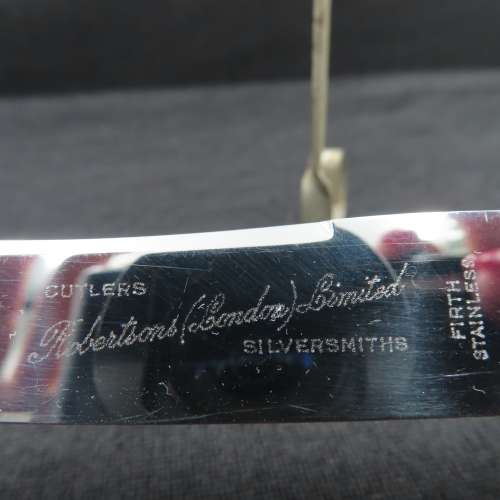 CUTLERS
Robertsons (London) Limited
SILVERSMITHS
FIRTH
STAINLESS